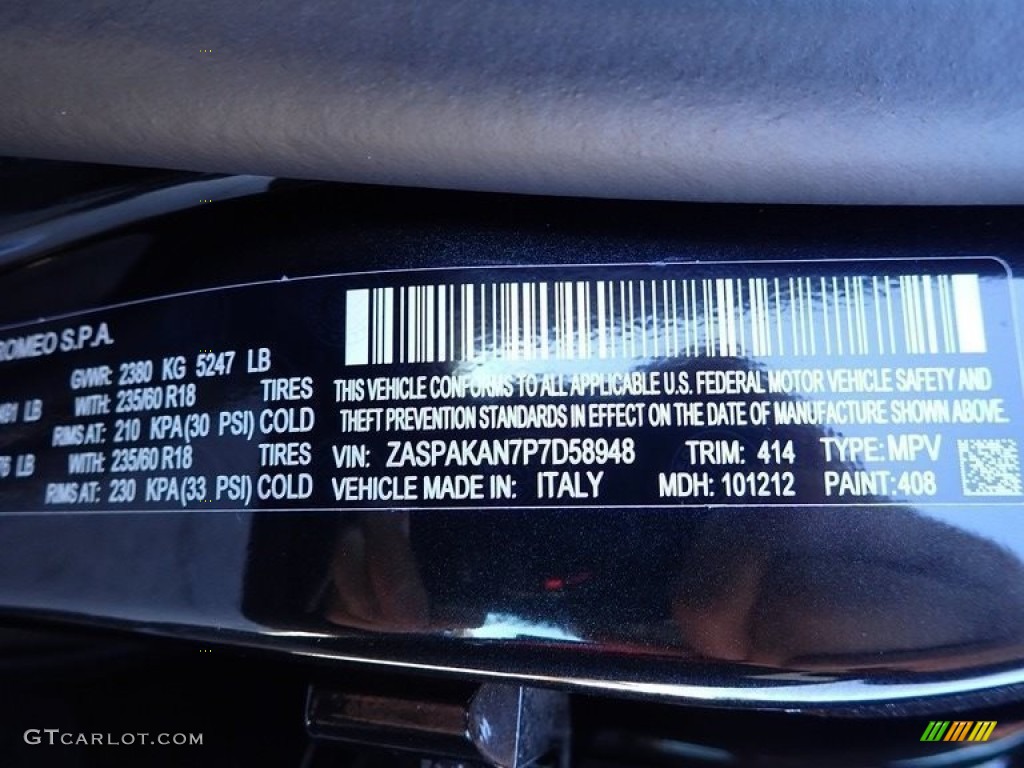 ROMEO S.P.A.
GVWR: 2380 KG 5247 LB
LB WITH: 235/60 R18 TIRES
RIMS AT: 210 KPA(30 PSI) COLD
LB WITH: 235/60 R18 TIRES
RIMS AT: 230 KPA(33 PSI) COLD
THIS VEHICLE CONFORMS TO ALL APPLICABLE U.S. FEDERAL MOTOR VEHICLE SAFETY AND
THEFT PREVENTION STANDARDS IN EFFECT ON THE DATE OF MANUFACTURE SHOWN ABOVE.
VIN: ZASPAKAN7P7D58948 TRIM: 414 TYPE: MPV
VEHICLE MADE IN: ITALY MDH: 101212 PAINT:408
GTCARLOT.COM